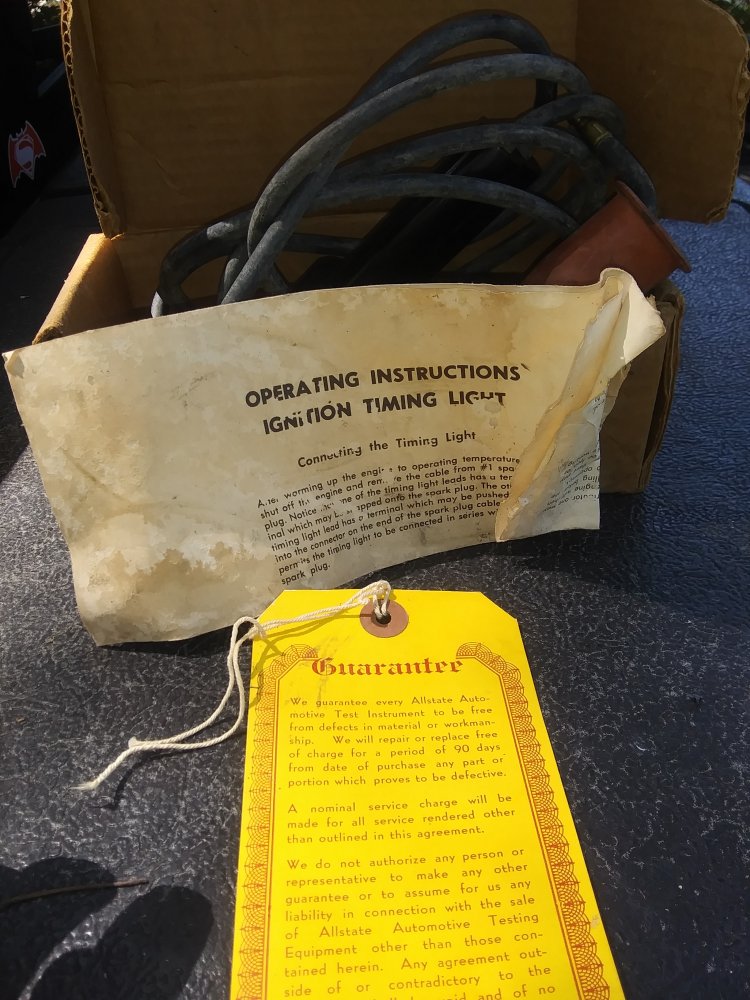 OPERATING INSTRUCTIONS
IGNITION TIMING LIGHT
Connecting the Timing Light
After warming up the engine to operating temperature
shut off the engine and remove the cable from #1
plug. Notice one of the timing light leads has a
inal which may be snapped onto the spark plug. The
timing light lead has a terminal which may be pushed
into the connector on the end of the spark plug cable
permits the timing light to be connected in series
spark plug.
Guarantee
We guarantee every Allstate Auto-
motive Test Instrument to be free
from defects in material or workman-
ship. We will repair or replace free
of charge for a period of 90 days
from date of purchase any part or
portion which proves to be defective.
A nominal service charge will be
made for all service rendered other
than outlined in this agreement.
We do not authorize any person or
representative to make any other
guarantee or to assume for us any
liability in connection with the sale
of Allstate Automotive Testing
Equipment other than those con-
tained herein. Any agreement out-
side of or contradictory to the
void and of no